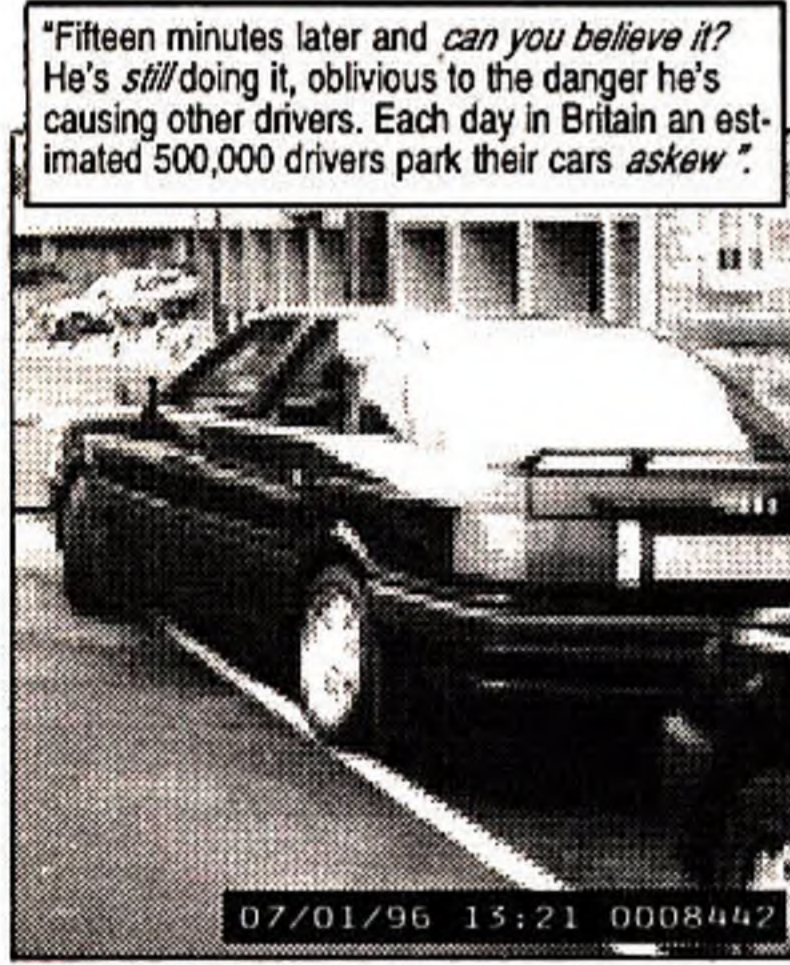 "Fifteen minutes later and can you believe it?
He's still doing it, oblivious to the danger he's
causing other drivers. Each day in Britain an est-
imated 500,000 drivers park their cars askew".
07/01/96 13:21 0008442